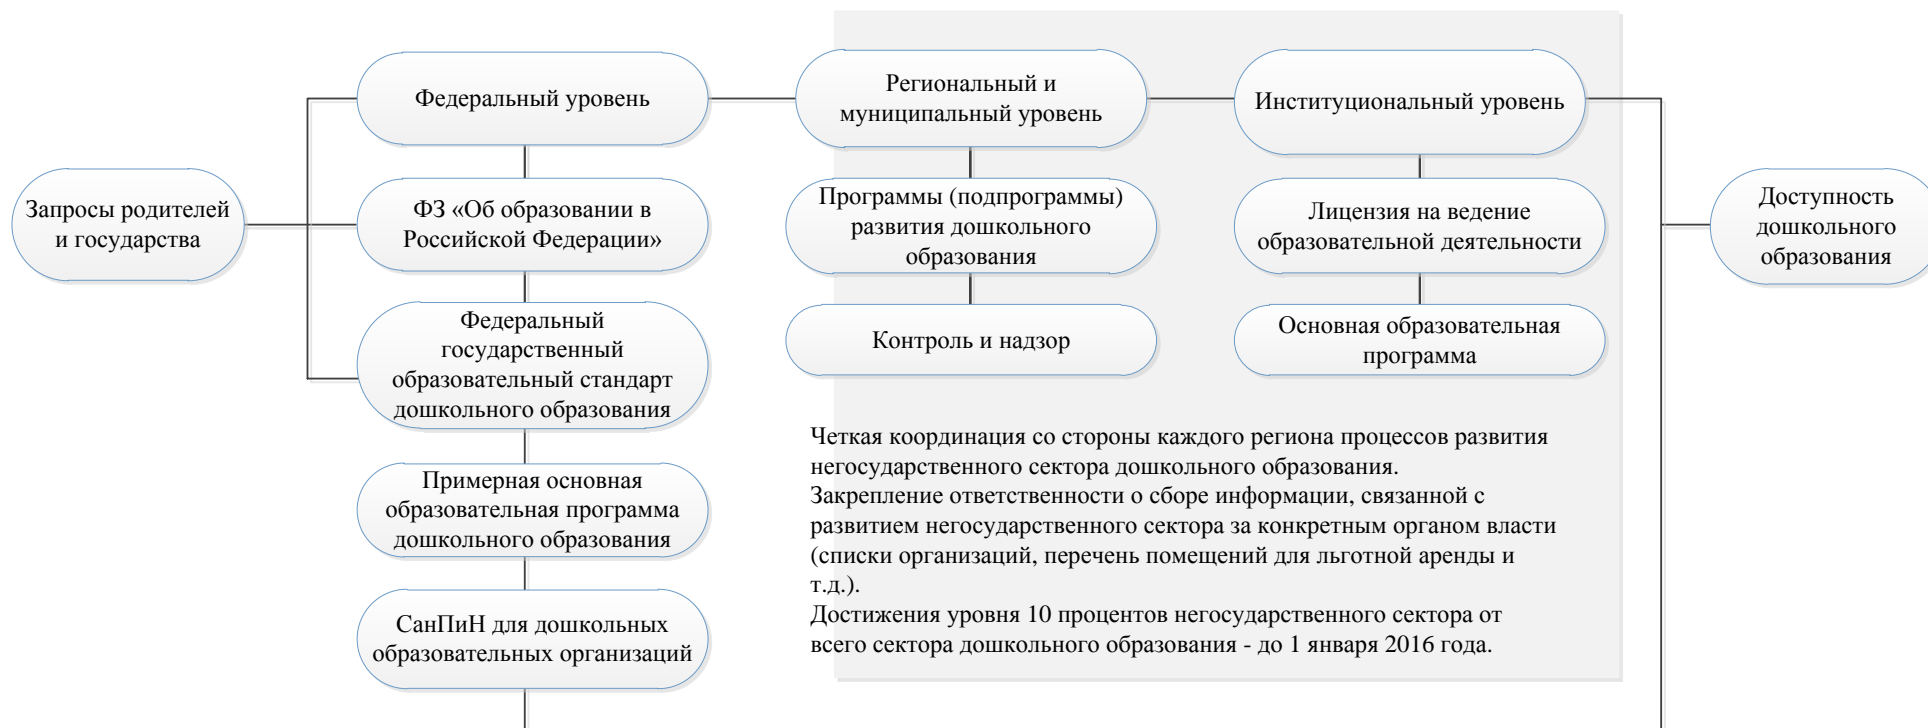 Запросы родителей
и государства
Федеральный уровень
ФЗ «Об образовании в
Российской Федерации»
Федеральный
государственный
образовательный стандарт
дошкольного образования
Примерная основная
образовательная программа
дошкольного образования
СанПиН для дошкольных
образовательных организаций
Региональный и
муниципальный уровень
Программы (подпрограммы)
развития дошкольного
образования
Контроль и надзор
Институциональный уровень
Лицензия на ведение
образовательной деятельности
Основная образовательная
программа
Четкая координация со стороны каждого региона процессов развития
негосударственного сектора дошкольного образования.
Закрепление ответственности о сборе информации, связанной с
развитием негосударственного сектора за конкретным органом власти
(списки организаций, перечень помещений для льготной аренды и
т.д.).
Достижения уровня 10 процентов негосударственного сектора от
всего сектора дошкольного образования - до 1 января 2016 года.
Доступность
дошкольного
образования